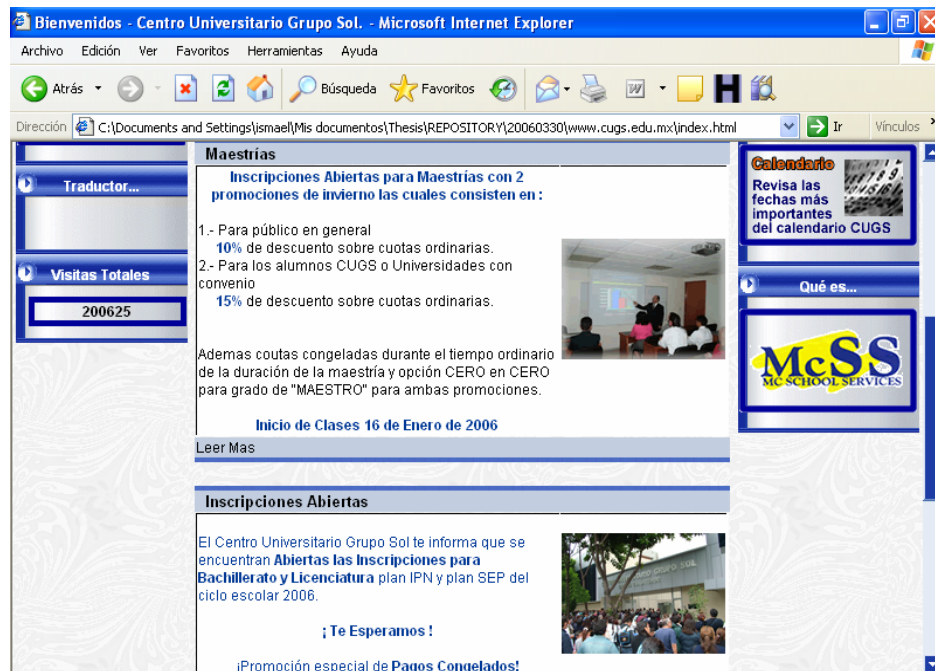 Bienvenidos - Centro Universitario Grupo Sol. - Microsoft Internet Explorer
Archivo Edición Ver Favoritos Herramientas Ayuda
Atrás Búsqueda Favoritos
Dirección C:\Documents and Settings\ismael\Mis documentos\Thesis\REPOSITORY\20060330\www.cugs.edu.mx\index.html Ir Vínculos
Traductor...
Visitas Totales
200625
Maestrías
Inscripciones Abiertas para Maestrías con 2
promociones de invierno las cuales consisten en :
1.- Para público en general
10% de descuento sobre cuotas ordinarias.
2.- Para los alumnos CUGS o Universidades con
convenio
15% de descuento sobre cuotas ordinarias.
Ademas coutas congeladas durante el tiempo ordinario
de la duración de la maestría y opción CERO en CERO
para grado de "MAESTRO" para ambas promociones.
Inicio de Clases 16 de Enero de 2006
Leer Mas
Inscripciones Abiertas
El Centro Universitario Grupo Sol te informa que se
encuentran Abiertas las Inscripciones para
Bachillerato y Licenciatura plan IPN y plan SEP del
ciclo escolar 2006.
¡ Te Esperamos !
¡Promoción especial de Pagos Congelados!
Calendario
Revisa las
fechas más
importantes
del calendario CUGS
Qué es...
McSS
MC SCHOOL SERVICES